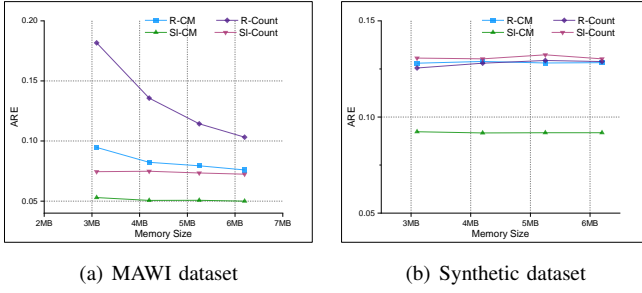 R-CM R-Count
SI-CM SI-Count
0.20
0.15
0.10
0.05
ARE
2MB 3MB 4MB 5MB 6MB 7MB
Memory Size
(a) MAWI dataset
R-CM R-Count
SI-CM SI-Count
0.15
0.10
0.05
ARE
3MB 4MB 5MB 6MB
Memory Size
(b) Synthetic dataset